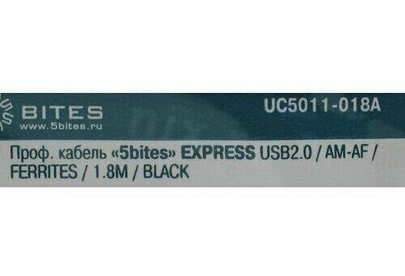 BITES
www.5bites.ru
UC5011-018A
Проф. кабель «5bites» EXPRESS USB2.0 / AM-AF /
FERRITES / 1.8M / BLACK